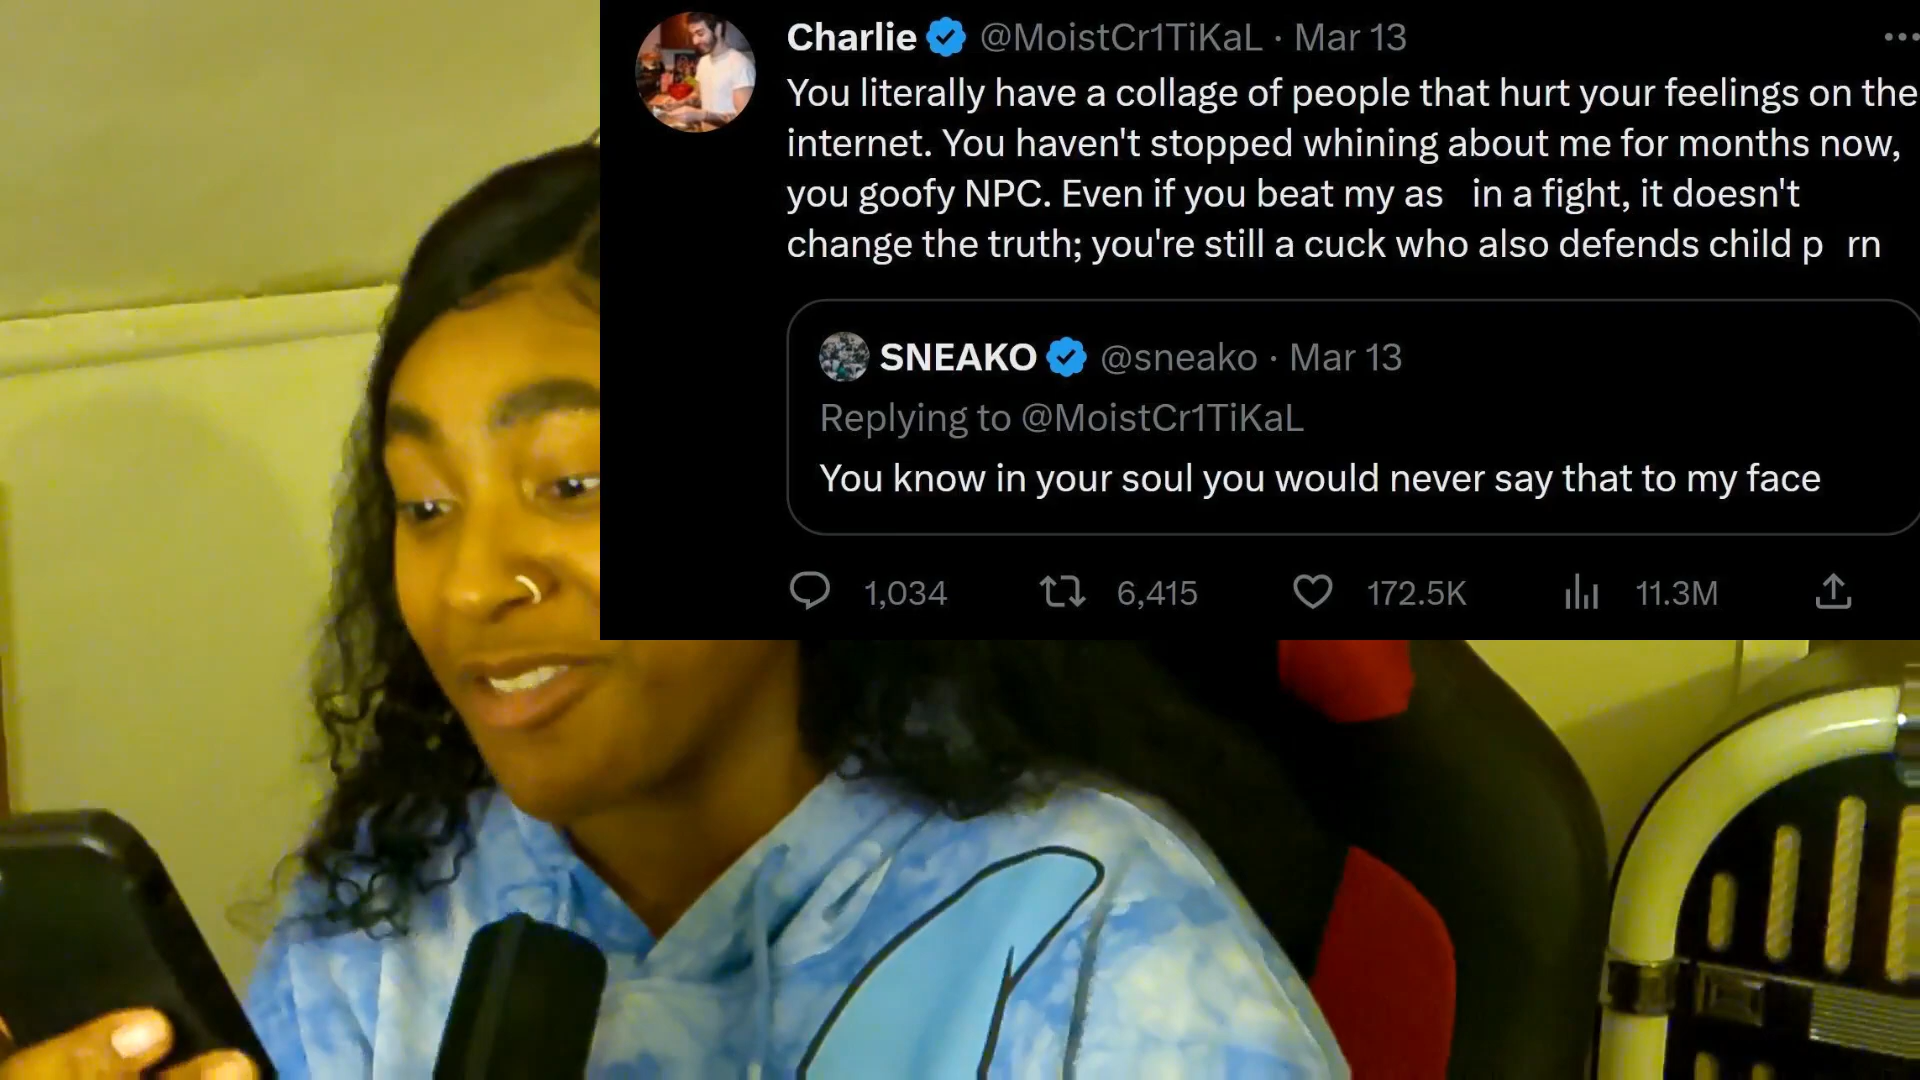 Charlie @MoistCr1TiKaL · Mar 13
You literally have a collage of people that hurt your feelings on the
internet. You haven't stopped whining about me for months now,
you goofy NPC. Even if you beat my as in a fight, it doesn't
change the truth; you're still a cuck who also defends child p rn
SNEAKO @sneako · Mar 13
Replying to @MoistCr1TiKaL
You know in your soul you would never say that to my face
1,034 6,415 172.5K 11.3M